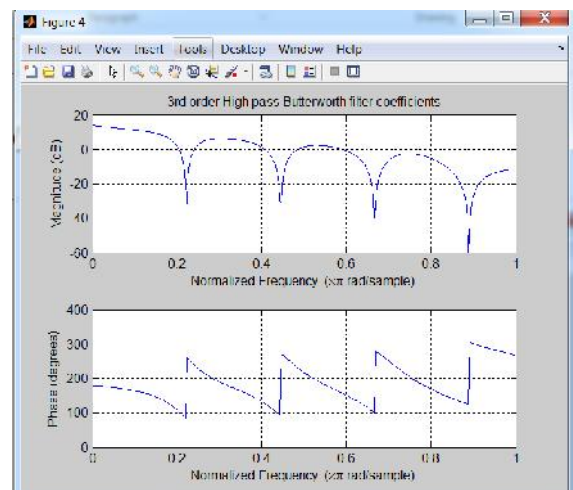 Figure 4
File Edit View Insert Tools Desktop Window Help
3rd order High pass Butterworth filter coefficients
20
0
-20
-40
-60
Magnitude (dB)
0 0.2 0.4 0.6 0.8 1
Normalized Frequency (×π rad/sample)
400
300
200
100
0
Phase (degrees)
0 0.2 0.4 0.6 0.8 1
Normalized Frequency (×π rad/sample)